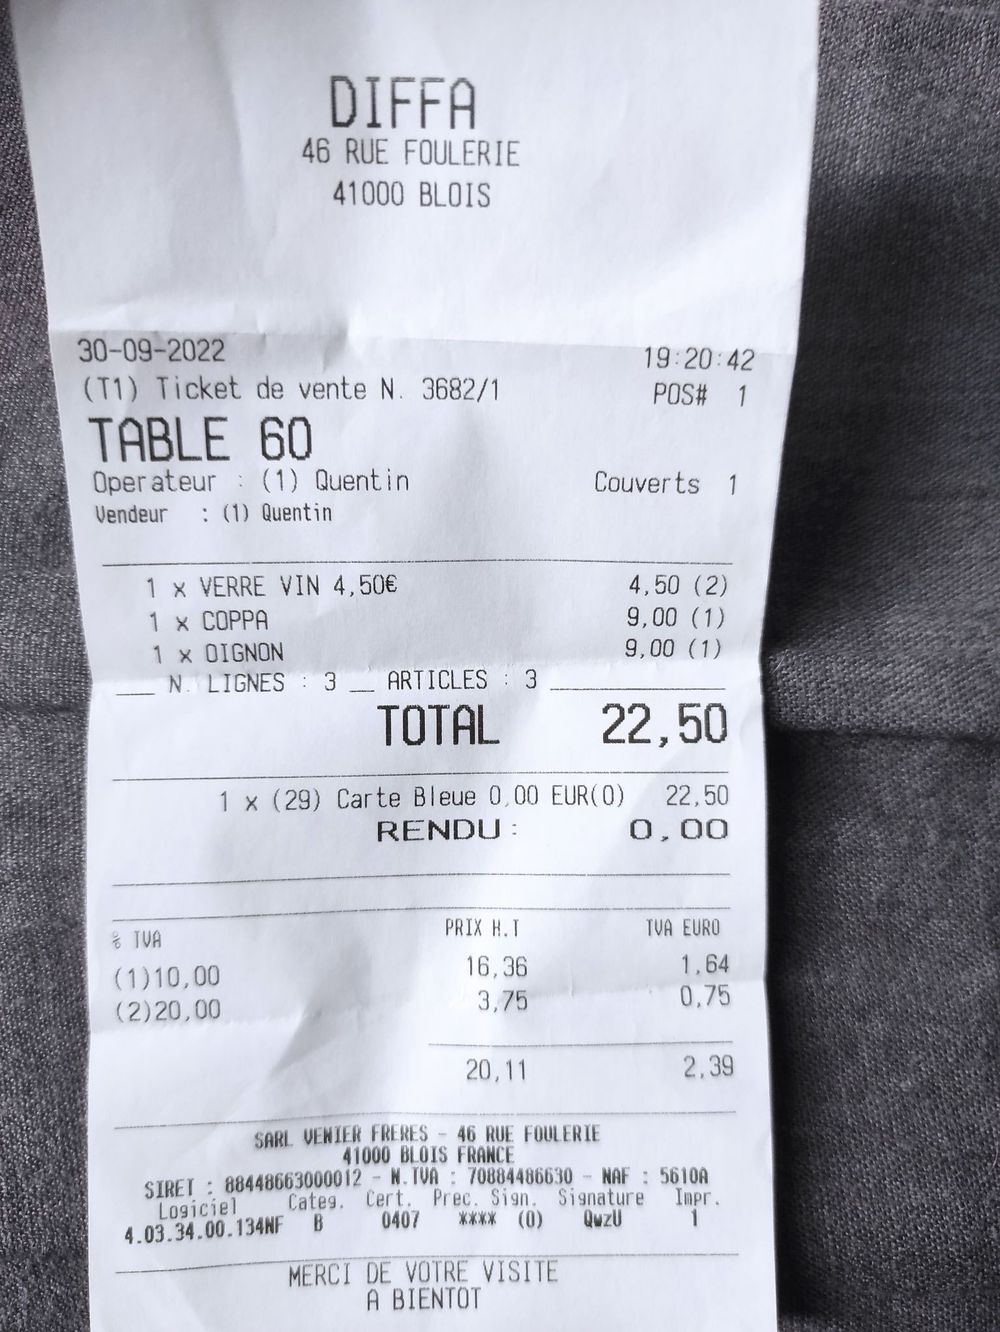 DIFFA
46 RUE FOULERIE
41000 BLOIS
30-09-2022 19:20:42
(T1) Ticket de vente N. 3682/1 POS# 1
TABLE 60
Operateur : (1) Quentin Couverts 1
Vendeur : (1) Quentin
1 x VERRE VIN 4,50€ 4,50 (2)
1 x COPPA 9,00 (1)
1 x OIGNON 9,00 (1)
N. LIGNES : 3 __ ARTICLES : 3
TOTAL 22,50
1 x (29) Carte Bleue 0,00 EUR(0) 22,50
RENDU : 0,00
% TVA PRIX H.T TVA EURO
(1)10,00 16,36 1,64
(2)20,00 3,75 0,75
20,11 2,39
SARL VENIER FRERES - 46 RUE FOULERIE
41000 BLOIS FRANCE
SIRET : 88448663000012 - N.TVA : 70884486630 - NAF : 5610A
Logiciel Categ. Cert. Prec. Sign. Signature Impr.
4.03.34.00.134NF B 0407 **** (0) QwzU 1
MERCI DE VOTRE VISITE
A BIENTOT